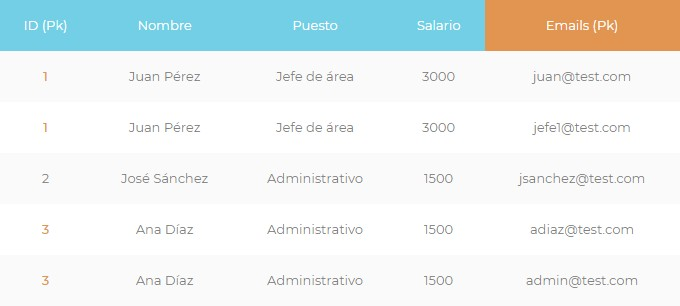 ID (Pk) Nombre Puesto Salario Emails (Pk)
1 Juan Pérez Jefe de área 3000 juan@test.com
1 Juan Pérez Jefe de área 3000 jefe1@test.com
2 José Sánchez Administrativo 1500 jsanchez@test.com
3 Ana Díaz Administrativo 1500 adiaz@test.com
3 Ana Díaz Administrativo 1500 admin@test.com